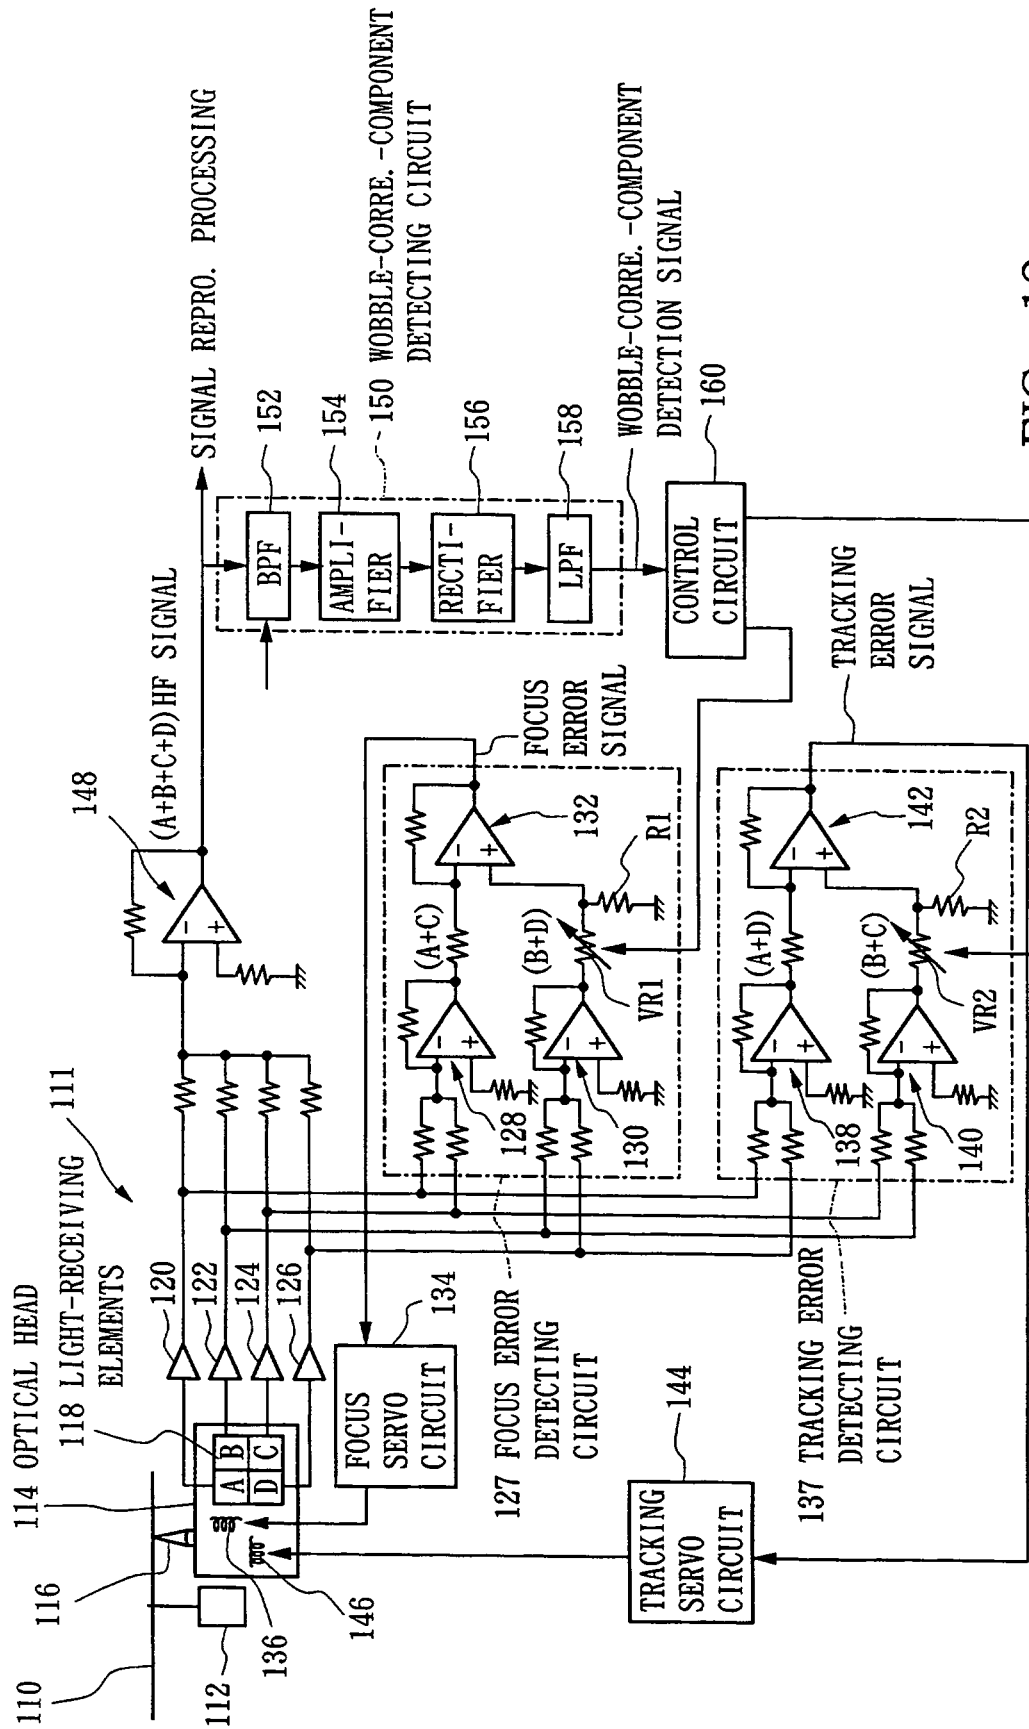 110
112
116
114 OPTICAL HEAD
118 LIGHT-RECEIVING
ELEMENTS
111
A
B
C
D
136
146
120
122
124
126
148
(A+B+C+D)HF SIGNAL
SIGNAL REPRO. PROCESSING
152
BPF
154
AMPLI-
FIER
156
RECTI-
FIER
158
LPF
150 WOBBLE-CORRE.-COMPONENT
DETECTING CIRCUIT
WOBBLE-CORRE.-COMPONENT
DETECTION SIGNAL
160
CONTROL
CIRCUIT
134
FOCUS
SERVO
CIRCUIT
127 FOCUS ERROR
DETECTING
CIRCUIT
128
130
(A+C)
(B+D)
VR1
R1
132
FOCUS
ERROR
SIGNAL
-
+
-
+
-
+
-
+
144
TRACKING
SERVO
CIRCUIT
137 TRACKING ERROR
DETECTING
CIRCUIT
138
140
(A+D)
(B+C)
VR2
R2
142
TRACKING
ERROR
SIGNAL
-
+
-
+
-
+